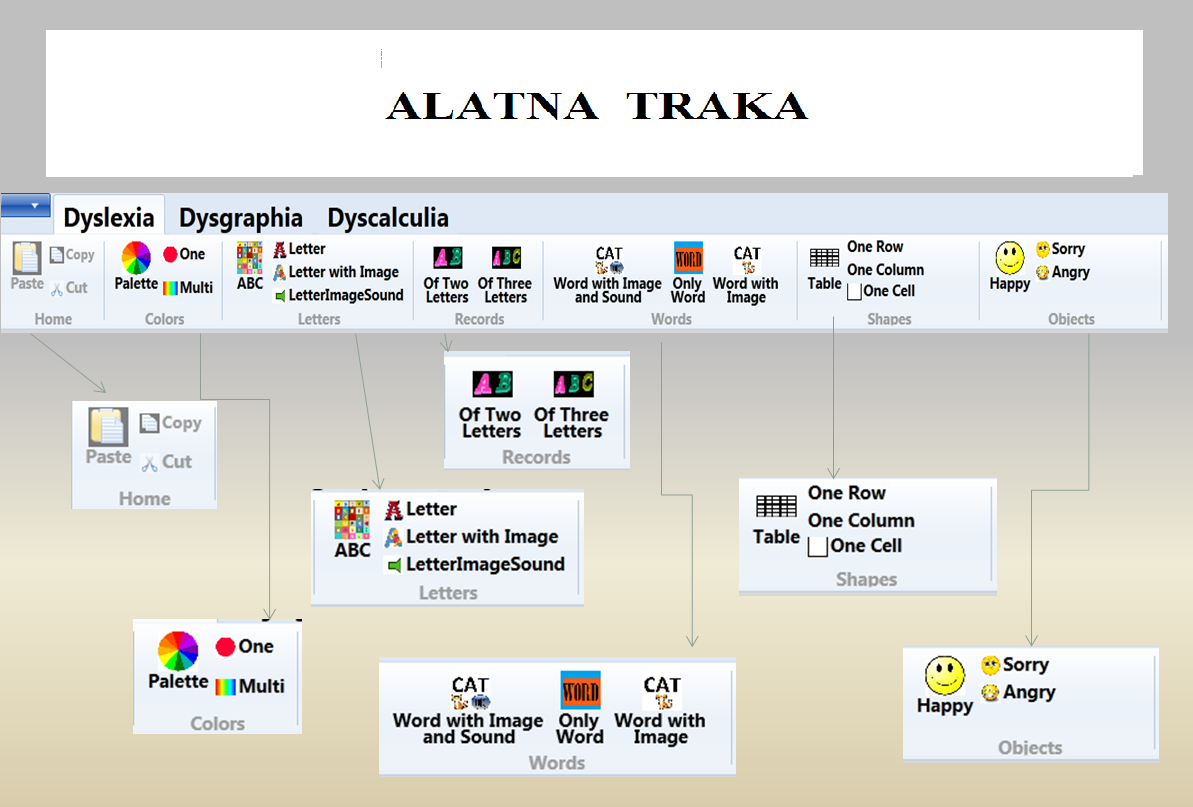 ALATNA TRAKA
Dyslexia Dysgraphia Dyscalculia
Paste Copy Cut
Home
Palette One Multi
Colors
ABC Letter
Letter with Image
LetterImageSound
Letters
Of Two Letters Of Three Letters
Records
CAT Word with Image and Sound
WORD Only Word
CAT Word with Image
Words
Table One Row
One Column
One Cell
Shapes
Happy Sorry
Angry
Objects
Of Two Of Three
Letters Letters
Records
Copy
Paste Cut
Home
Letter
ABC Letter with Image
LetterImageSound
Letters
One Row
One Column
Table One Cell
Shapes
One
Palette Multi
Colors
CAT WORD CAT
Word with Image Only Word with
and Sound Word Image
Words
Sorry
Happy Angry
Objects